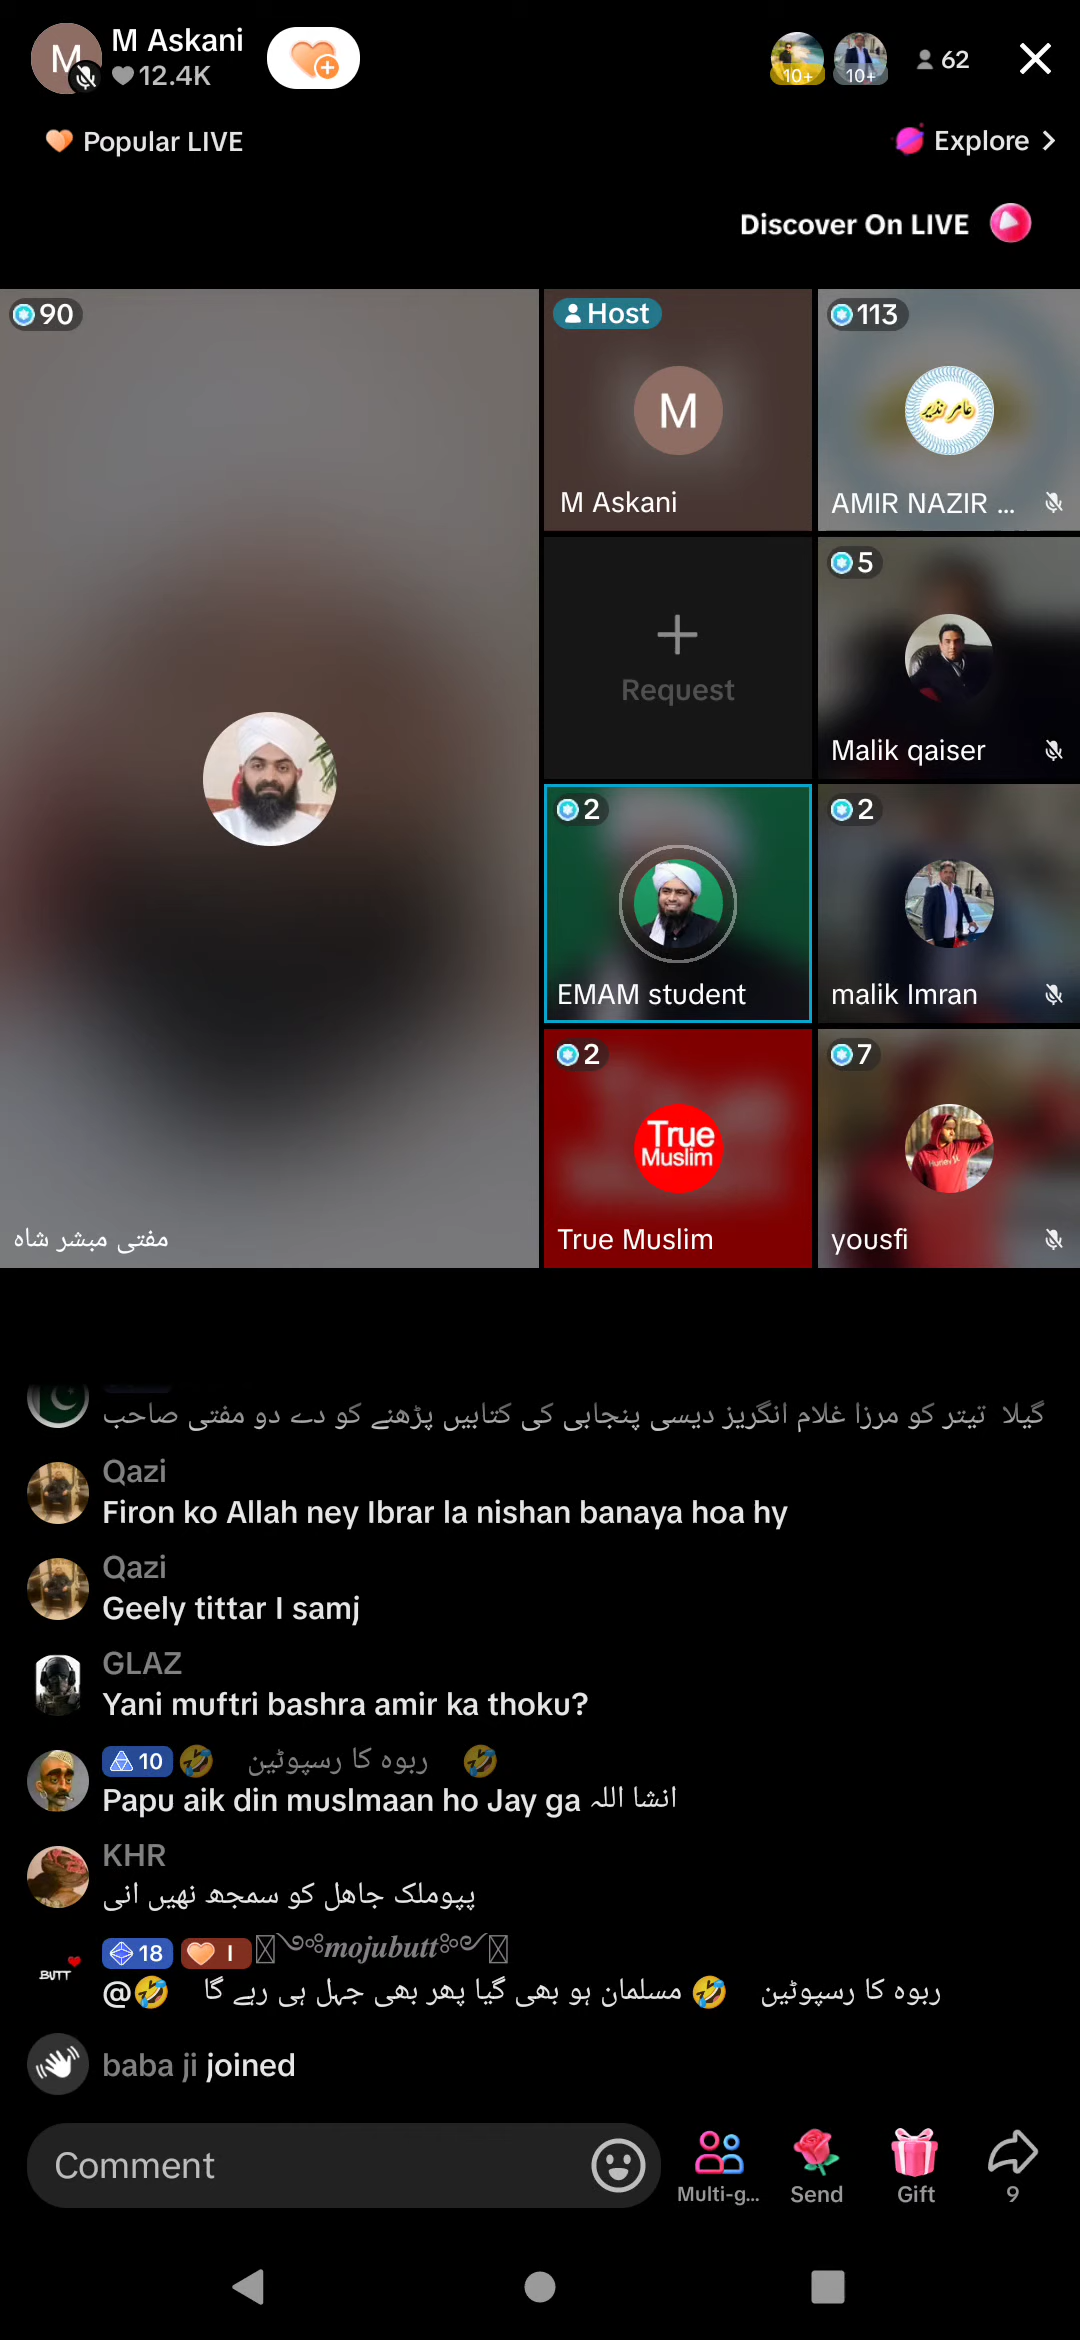 M Askani
12.4K
10+
10+
62
Popular LIVE
Explore
Discover On LIVE
90
مفتی مبشر شاہ
Host
M
M Askani
113
عامر نذیر
AMIR NAZIR ...
Request
5
Malik qaiser
2
EMAM student
2
malik Imran
2
True
Muslim
True Muslim
7
yousfi
گیلا تیتر کو مرزا غلام انگریز دیسی پنجابی کی کتابیں پڑھنے کو دے دو مفتی صاحب
Qazi
Firon ko Allah ney Ibrar la nishan banaya hoa hy
Qazi
Geely tittar I samj
GLAZ
Yani muftri bashra amir ka thoku?
10 🤣 ربوہ کا رسپوٹین 🤣
Papu aik din muslmaan ho Jay ga انشا اللہ
KHR
پپوملک جاھل کو سمجھ نھیں انی
BUTT
18 I ࿐mojubutt࿐
@🤣 ربوہ کا رسپوٹین 🤣 مسلمان ہو بھی گیا پھر بھی جہل ہی رہے گا
baba ji joined
Comment
Multi-g...
Send
Gift
9